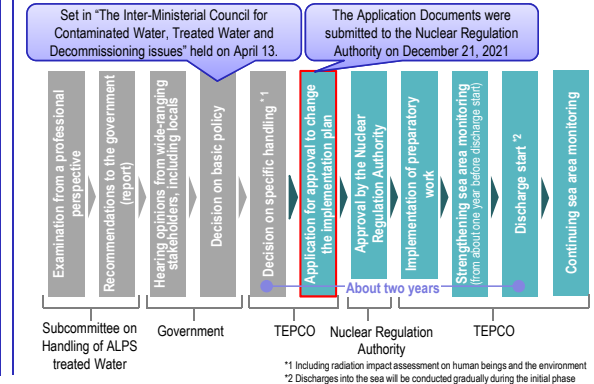 Set in “The Inter-Ministerial Council for
Contaminated Water, Treated Water and
Decommissioning issues” held on April 13.
The Application Documents were
submitted to the Nuclear Regulation
Authority on December 21, 2021
Examination from a professional
perspective
Recommendations to the government
(report)
Hearing opinions from wide-ranging
stakeholders, including locals
Decision on basic policy
Decision on specific handling *1
Application for approval to change
the implementation plan
Approval by the Nuclear
Regulation Authority
Implementation of preparatory
work
Strengthening sea area monitoring
(from about one year before discharge start)
Discharge start *2
Continuing sea area monitoring
About two years
Subcommittee on
Handling of ALPS
treated Water
Government
TEPCO
Nuclear Regulation
Authority
TEPCO
*1 Including radiation impact assessment on human beings and the environment
*2 Discharges into the sea will be conducted gradually during the initial phase